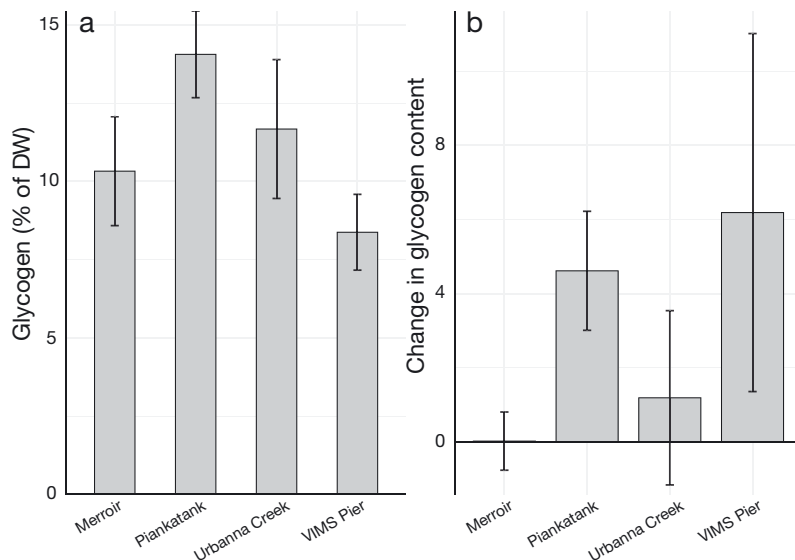 a
Glycogen (% of DW)
15
10
5
0
Merroir
Piankatank
Urbanna Creek
VIMS Pier
b
Change in glycogen content
8
4
0
Merroir
Piankatank
Urbanna Creek
VIMS Pier